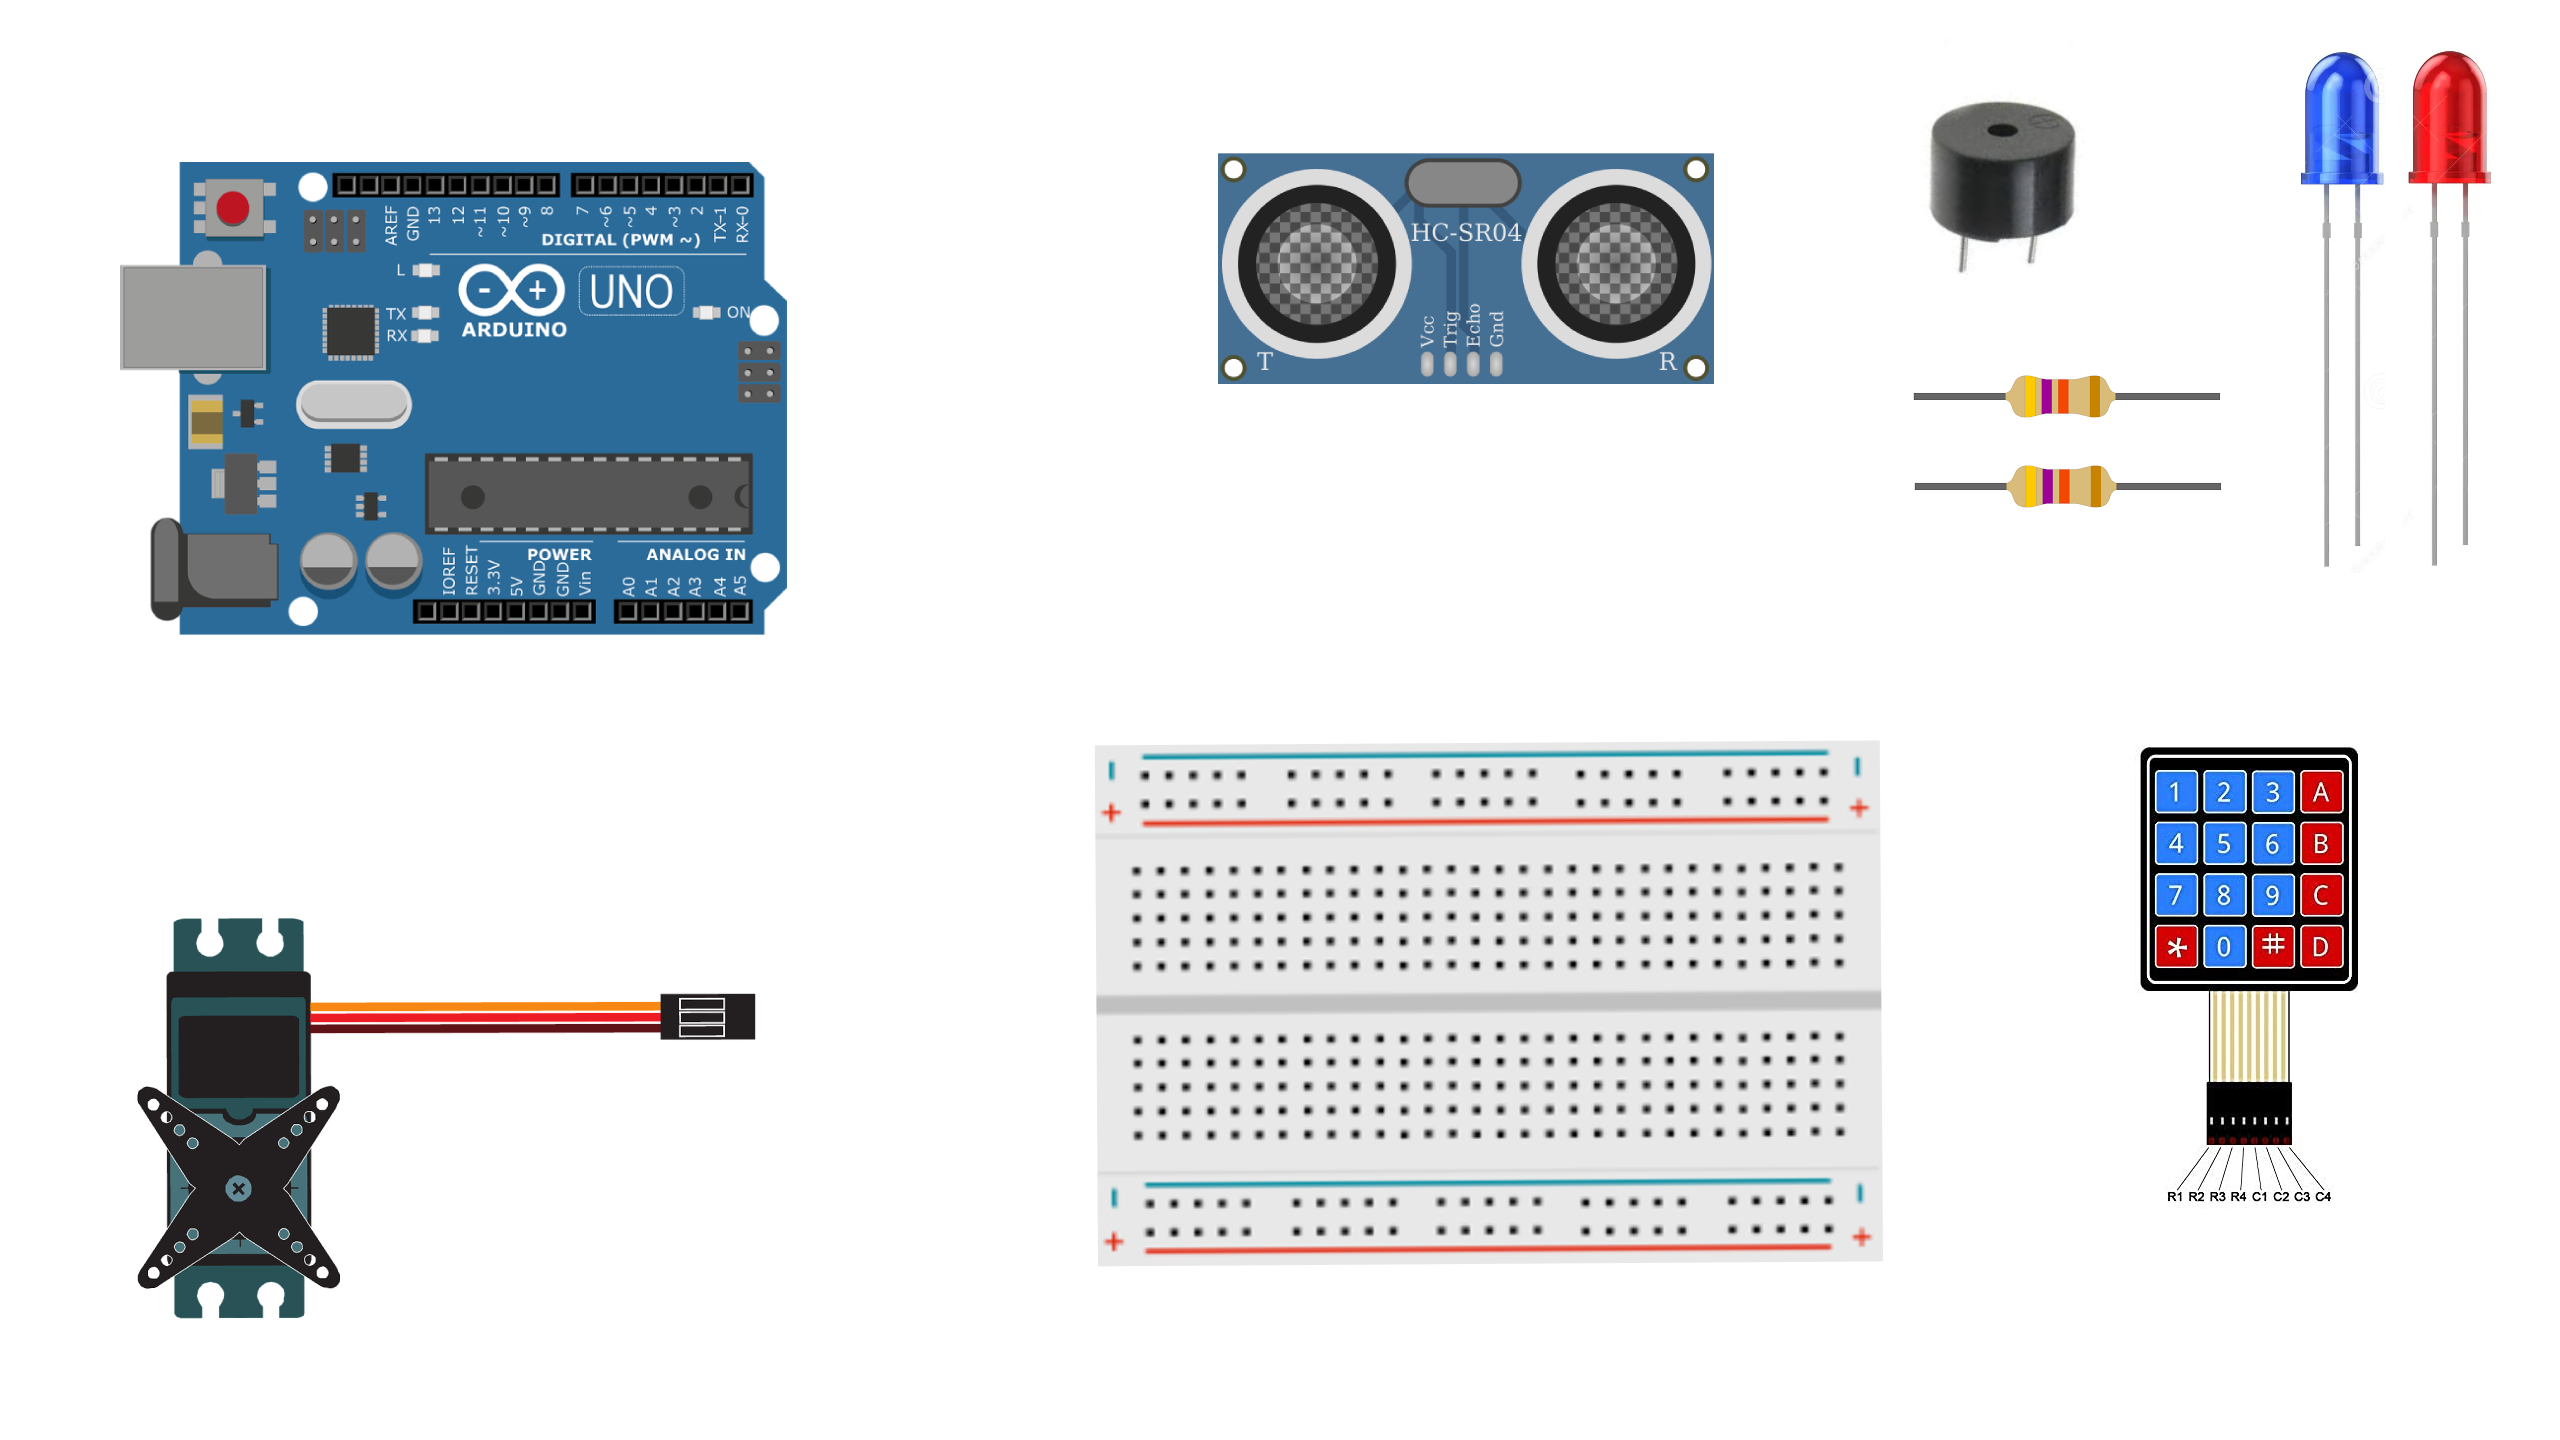 AREF
GND
13
12
~11
~10
~9
8
7
~6
~5
4
~3
2
TX-1
RX-0
DIGITAL (PWM ~)
L
TX
RX
- +
ARDUINO
UNO
ON
POWER
ANALOG IN
IOREF
RESET
3.3V
5V
GND
GND
Vin
A0
A1
A2
A3
A4
A5
HC-SR04
Vcc
Trig
Echo
Gnd
T
R
+ +
+ +
1 2 3 A
4 5 6 B
7 8 9 C
* 0 # D
R1 R2 R3 R4 C1 C2 C3 C4